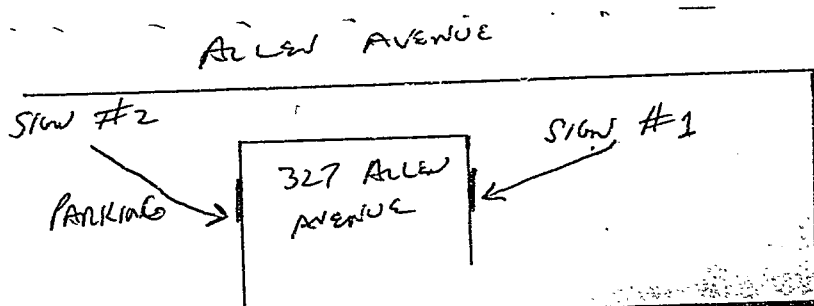 ALLEN AVENUE
SIGN #2
SIGN #1
327 ALLEN
AVENUE
PARKING